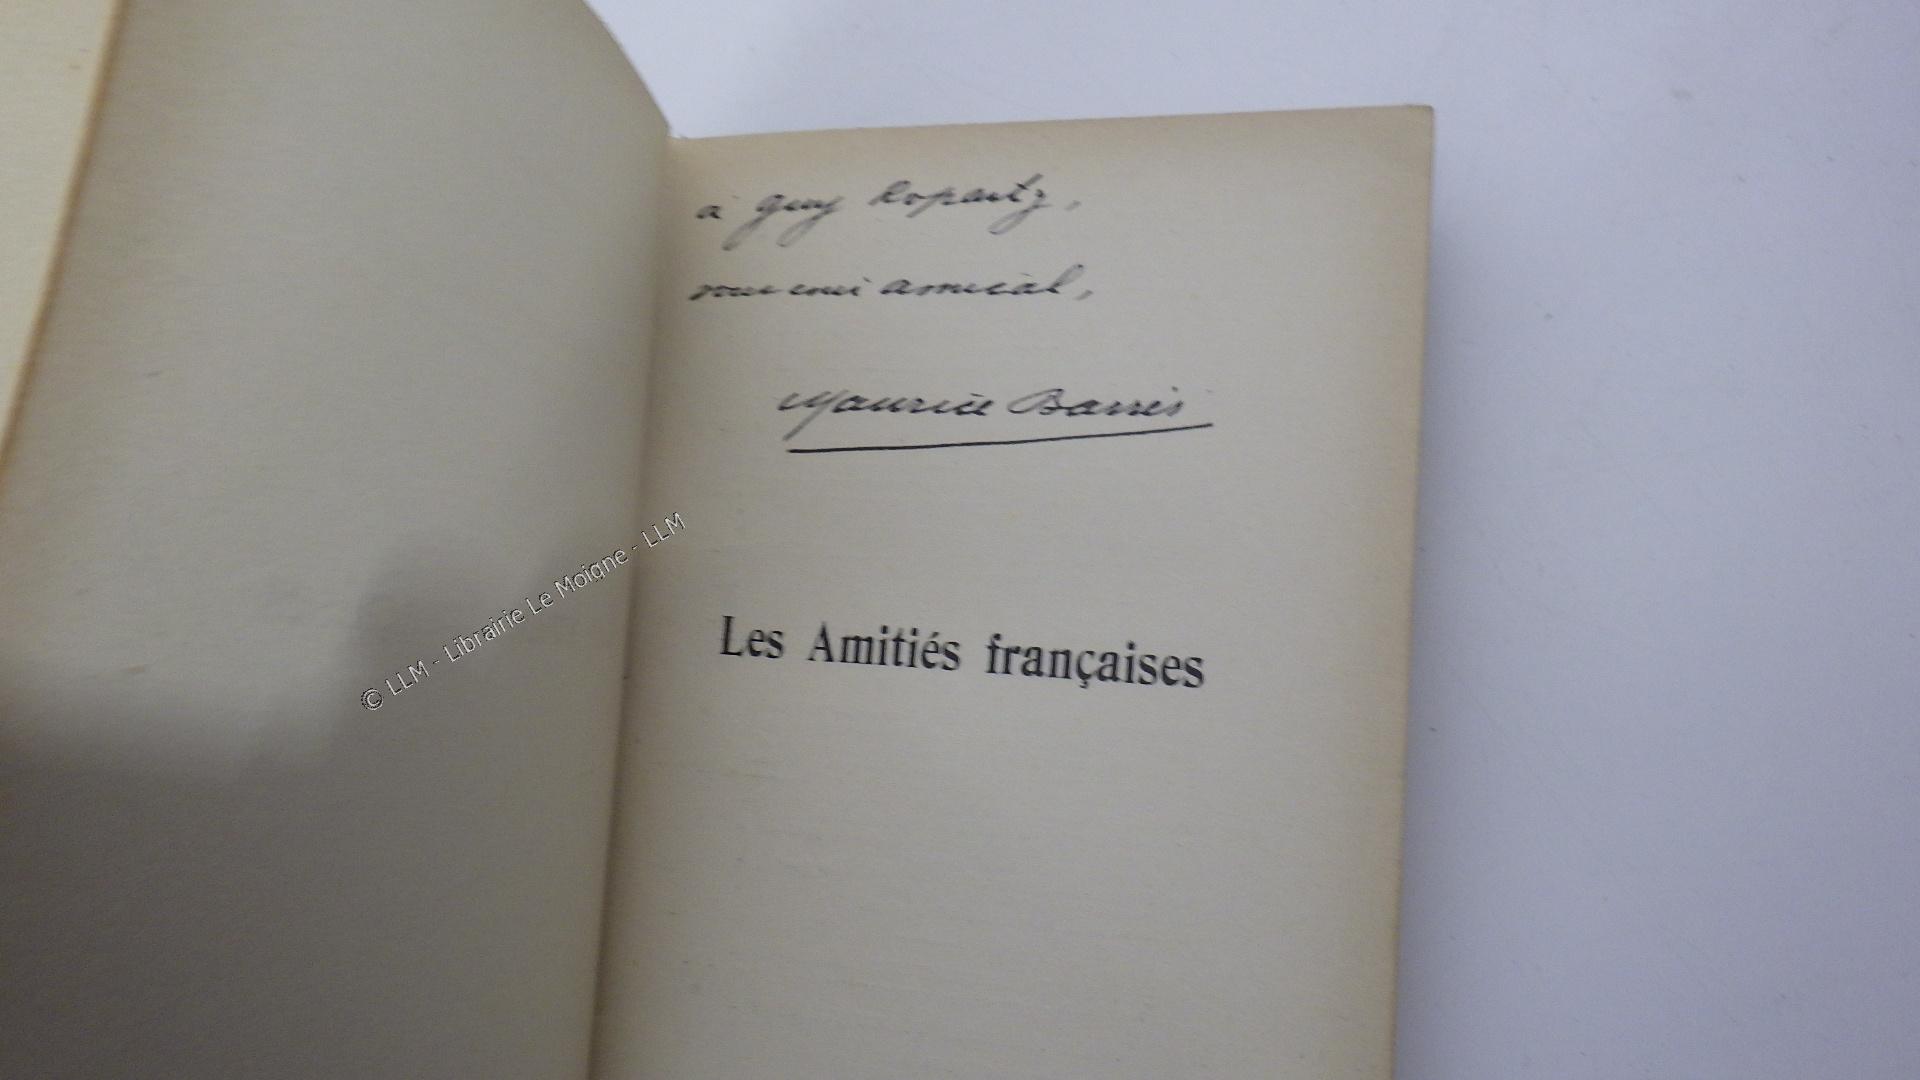 à Guy Ropartz,
souvenir amical,
Maurice Barrès
Les Amitiés françaises
© LLM - Librairie Le Moigne - LLM